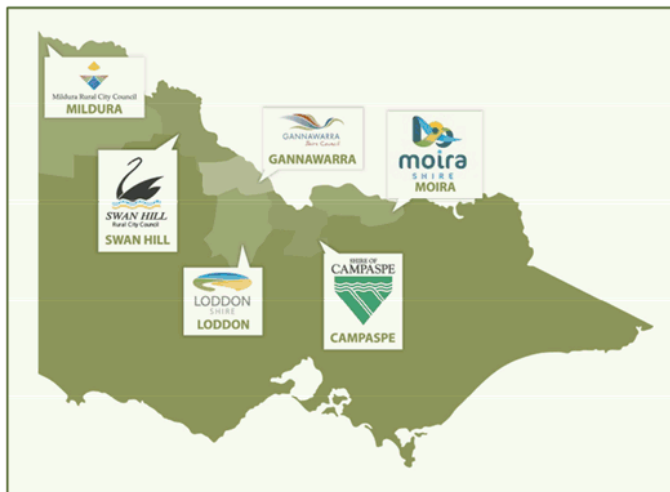 Mildura Rural City Council
MILDURA
GANNAWARRA
Shire Council
GANNAWARRA
moira
SHIRE
MOIRA
SWAN HILL
Rural City Council
SWAN HILL
LODDON
SHIRE
LODDON
SHIRE OF
CAMPASPE
CAMPASPE